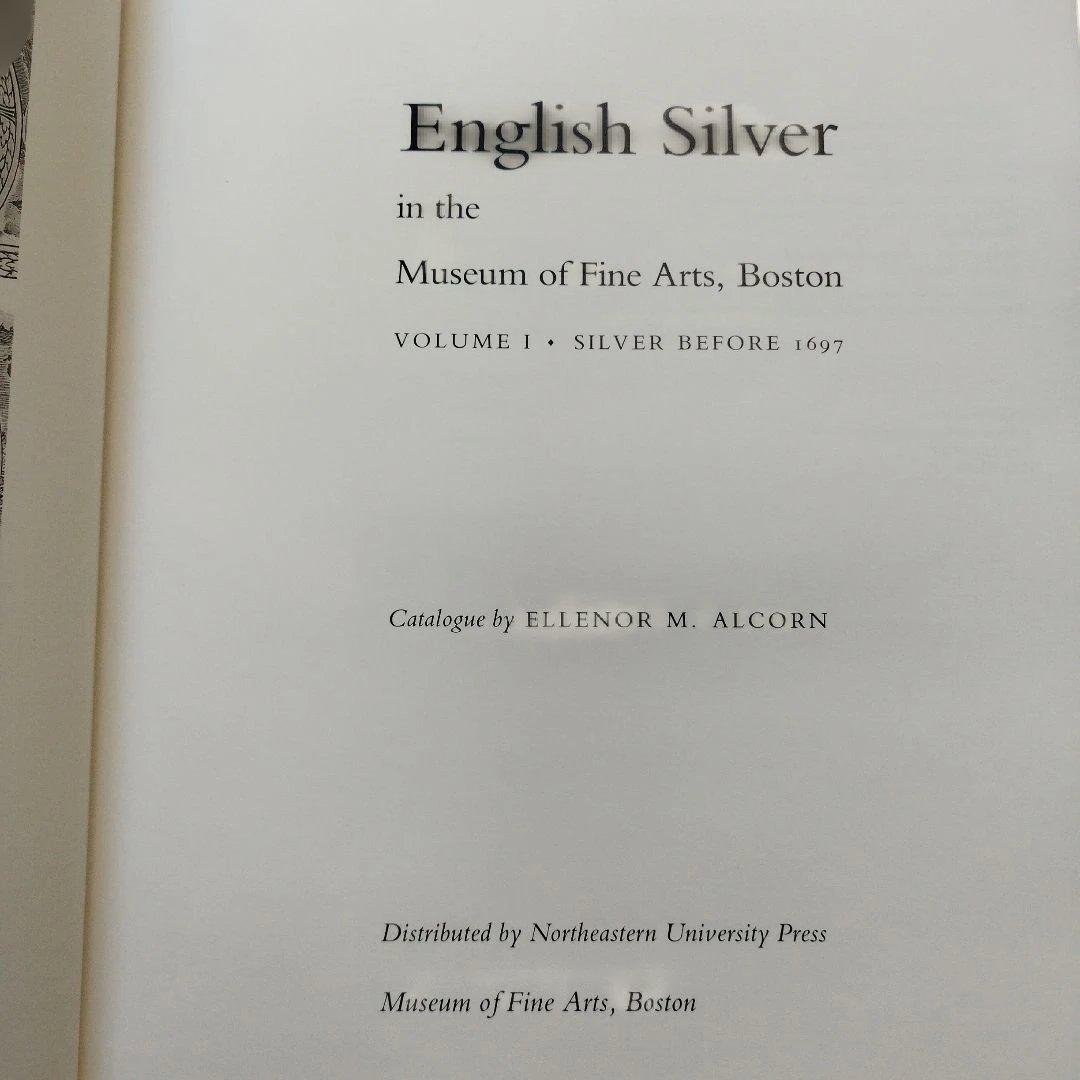 English Silver
in the
Museum of Fine Arts, Boston
VOLUME I • SILVER BEFORE 1697
Catalogue by ELLENOR M. ALCORN
Distributed by Northeastern University Press
Museum of Fine Arts, Boston